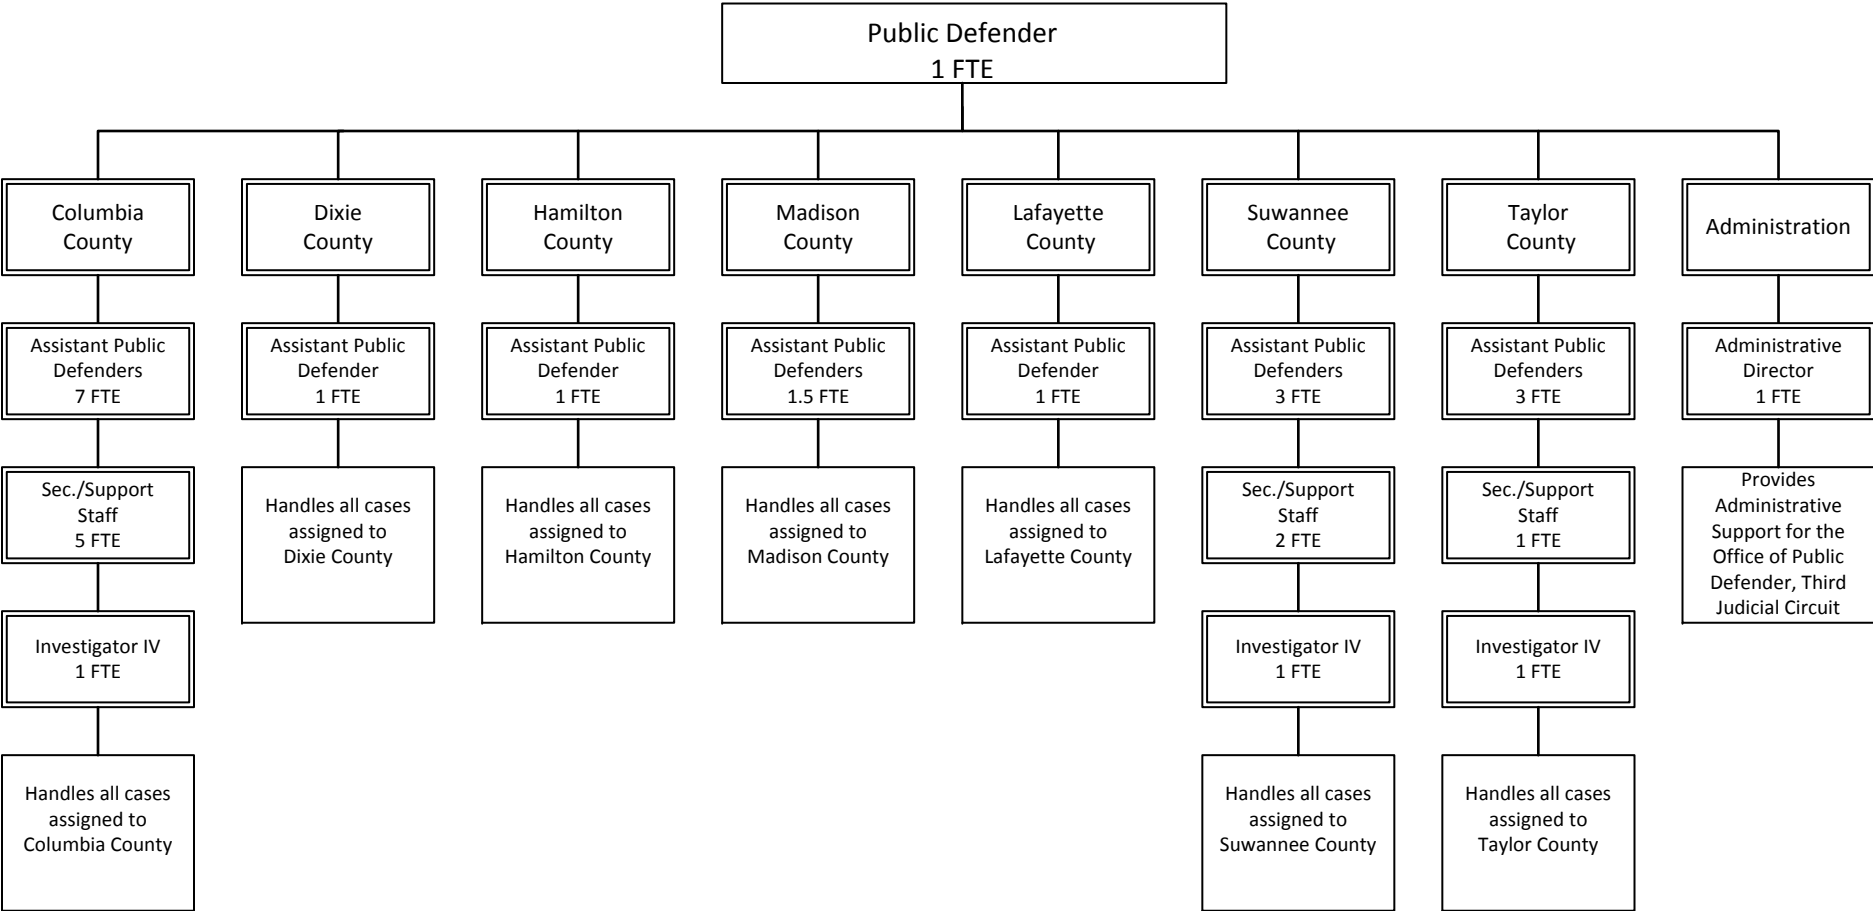 Public Defender
1 FTE
Columbia
County
Dixie
County
Hamilton
County
Madison
County
Lafayette
County
Suwannee
County
Taylor
County
Administration
Assistant Public
Defenders
7 FTE
Assistant Public
Defender
1 FTE
Assistant Public
Defender
1 FTE
Assistant Public
Defenders
1.5 FTE
Assistant Public
Defender
1 FTE
Assistant Public
Defenders
3 FTE
Assistant Public
Defenders
3 FTE
Administrative
Director
1 FTE
Sec./Support
Staff
5 FTE
Handles all cases
assigned to
Dixie County
Handles all cases
assigned to
Hamilton County
Handles all cases
assigned to
Madison County
Handles all cases
assigned to
Lafayette County
Sec./Support
Staff
2 FTE
Sec./Support
Staff
1 FTE
Provides
Administrative
Support for the
Office of Public
Defender, Third
Judicial Circuit
Investigator IV
1 FTE
Investigator IV
1 FTE
Investigator IV
1 FTE
Handles all cases
assigned to
Columbia County
Handles all cases
assigned to
Suwannee County
Handles all cases
assigned to
Taylor County